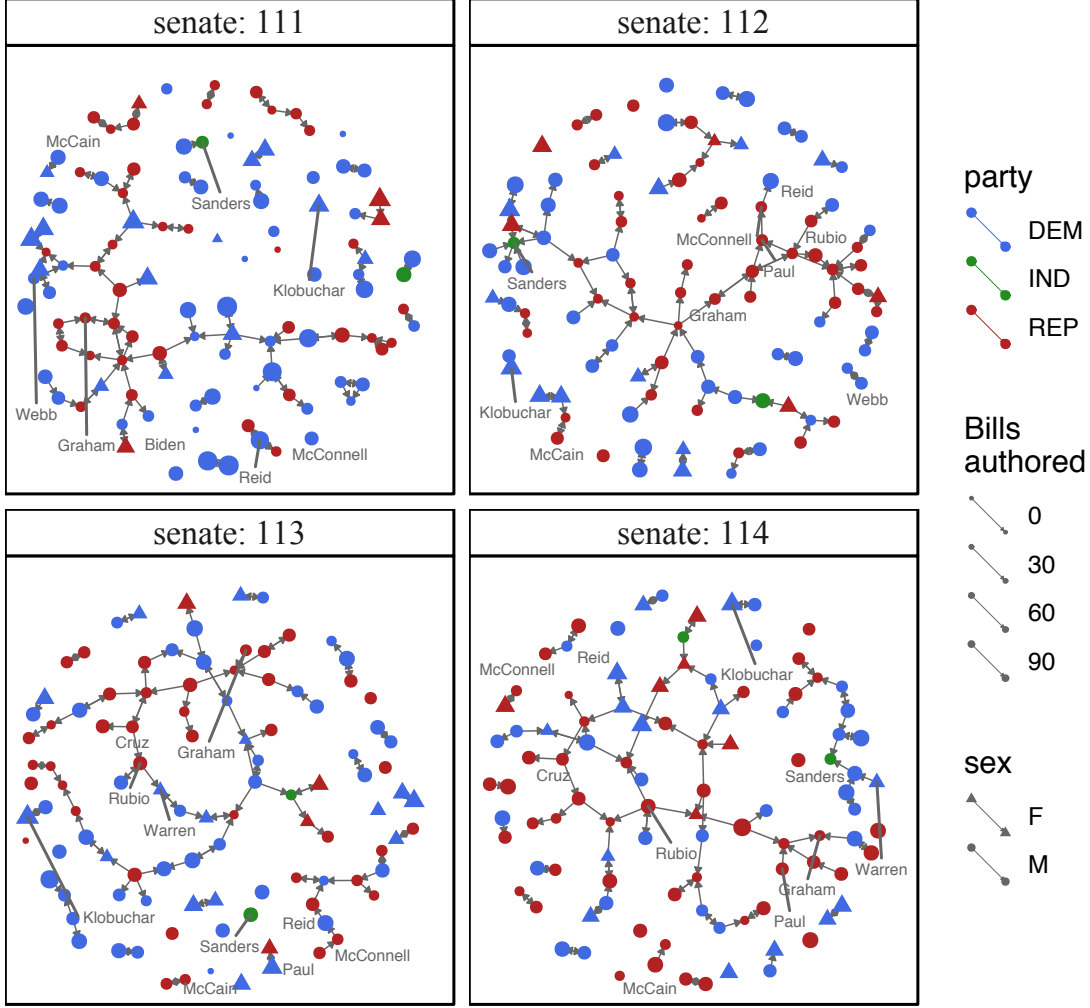 senate: 111
McCain
Sanders
Klobuchar
Webb
Graham
Biden
McConnell
Reid
senate: 112
Reid
McConnell
Rubio
Paul
Sanders
Graham
Klobuchar
Webb
McCain
senate: 113
Cruz
Graham
Rubio
Warren
Klobuchar
Reid
Sanders
McConnell
Paul
McCain
senate: 114
Reid
McConnell
Klobuchar
Cruz
Sanders
Rubio
Warren
Graham
Paul
McCain
party
DEM
IND
REP
Bills
authored
0
30
60
90
sex
F
M